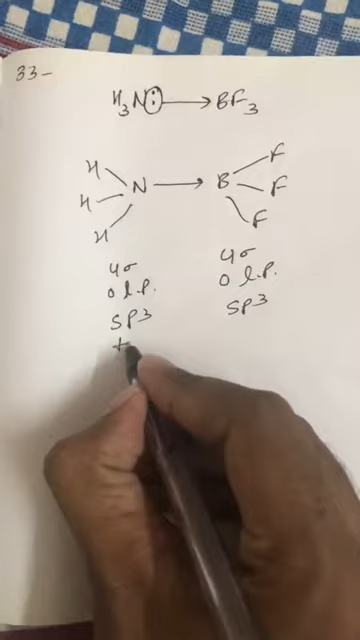 33-
H3N: → BF3
H F
H N → B F
H F
4σ 4σ
0 l.P. 0 l.P.
SP3 SP3
t